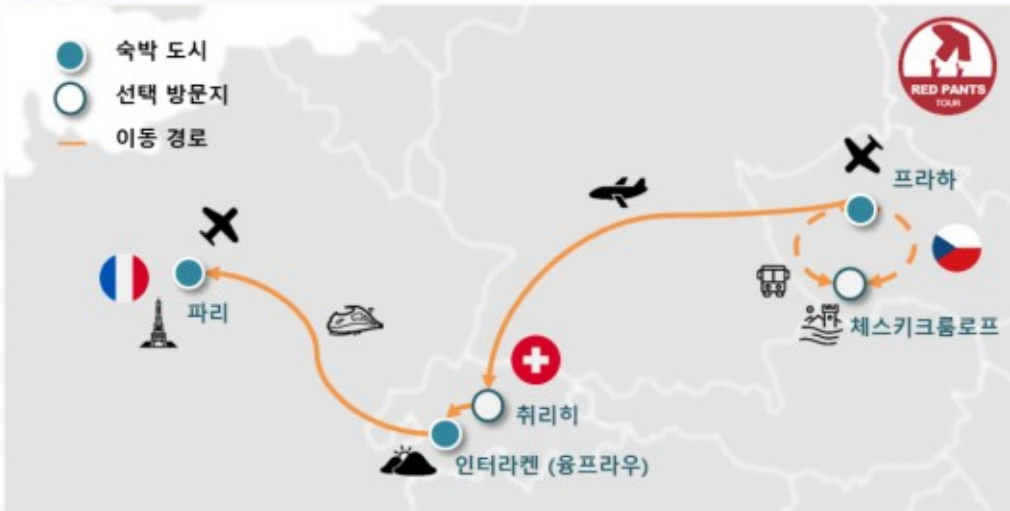 숙박 도시
선택 방문지
이동 경로
RED PANTS
TOUR
프라하
파리
체스키크룸로프
취리히
인터라켄 (융프라우)